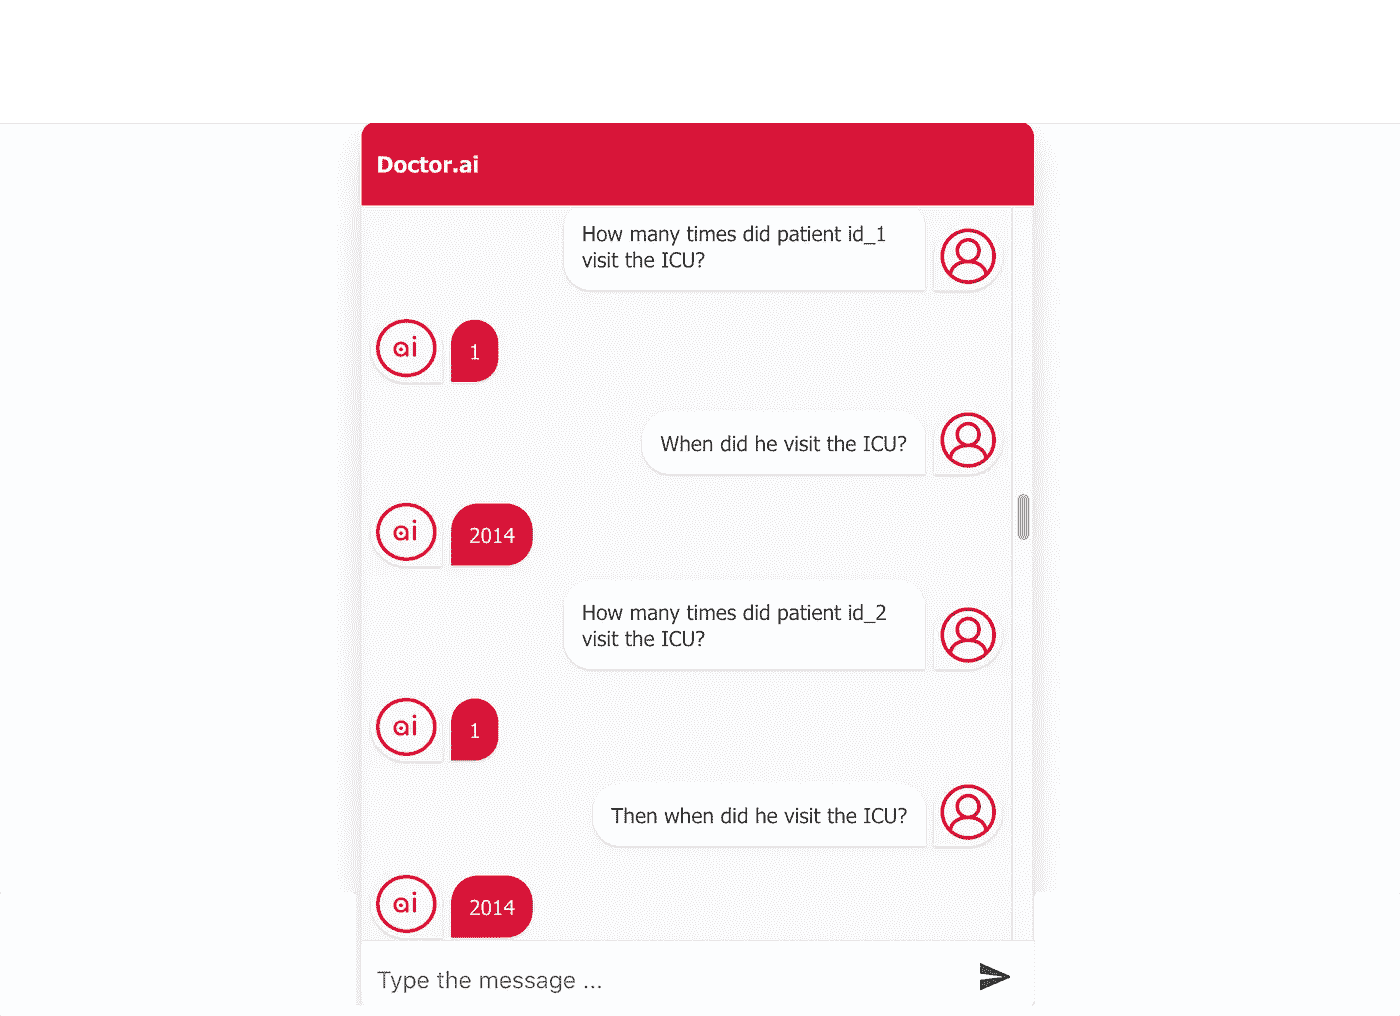 Doctor.ai
How many times did patient id_1
visit the ICU?
ai
1
When did he visit the ICU?
ai
2014
How many times did patient id_2
visit the ICU?
ai
1
Then when did he visit the ICU?
ai
2014
Type the message ...